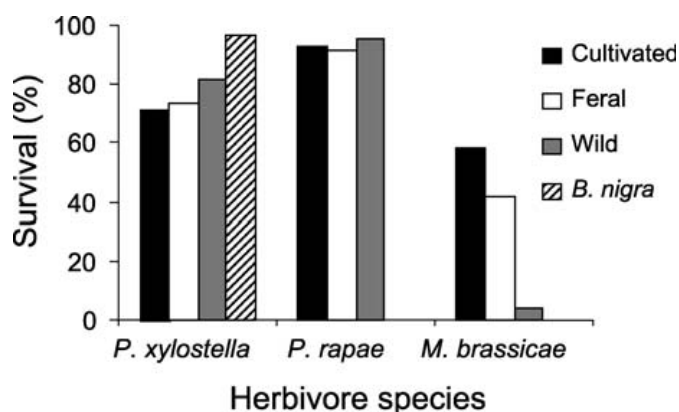 100
80
60
40
20
0
Survival (%)
Cultivated
Feral
Wild
B. nigra
P. xylostella P. rapae M. brassicae
Herbivore species